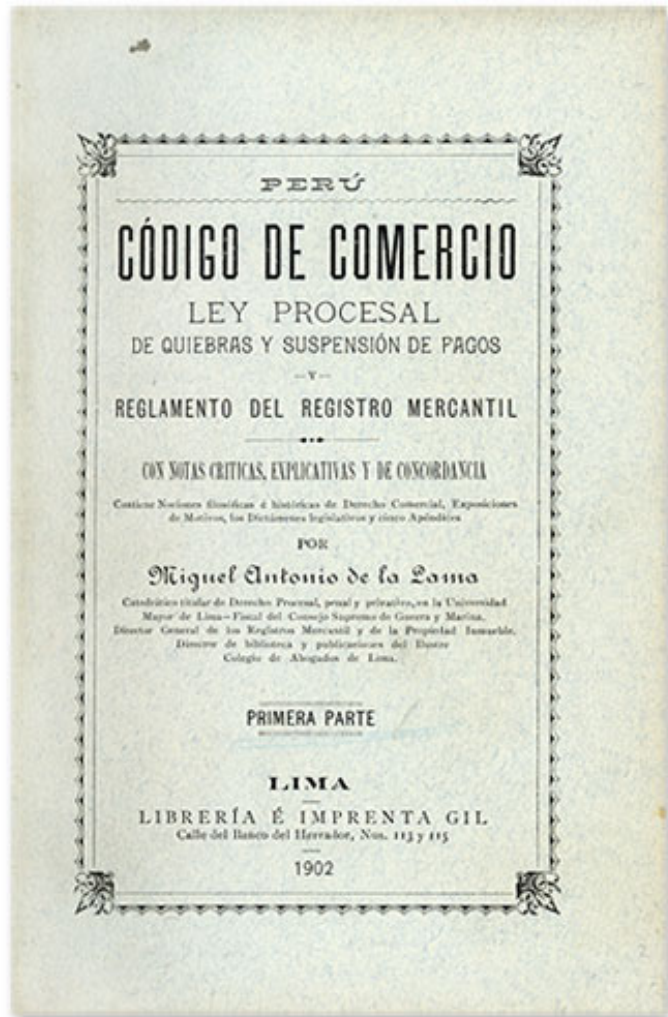 PERÚ
CÓDIGO DE COMERCIO
LEY PROCESAL
DE QUIEBRAS Y SUSPENSIÓN DE PAGOS
—Y—
REGLAMENTO DEL REGISTRO MERCANTIL
CON NOTAS CRITICAS, EXPLICATIVAS Y DE CONCORDANCIA
Contiene Nociones filosóficas é históricas de Derecho Comercial, Exposiciones
de Motivos, los Dictámenes legislativos y cinco Apéndices
POR
Miguel Antonio de la Lama
Catedrático titular de Derecho Procesal, penal y privativo, en la Universidad
Mayor de Lima—Fiscal del Consejo Supremo de Guerra y Marina.
Director General de los Registros Mercantil y de la Propiedad Inmueble.
Director de biblioteca y publicaciones del Ilustre
Colegio de Abogados de Lima.
PRIMERA PARTE
LIMA
LIBRERÍA É IMPRENTA GIL
Calle del Banco del Herrador, Nos. 113 y 115
1902